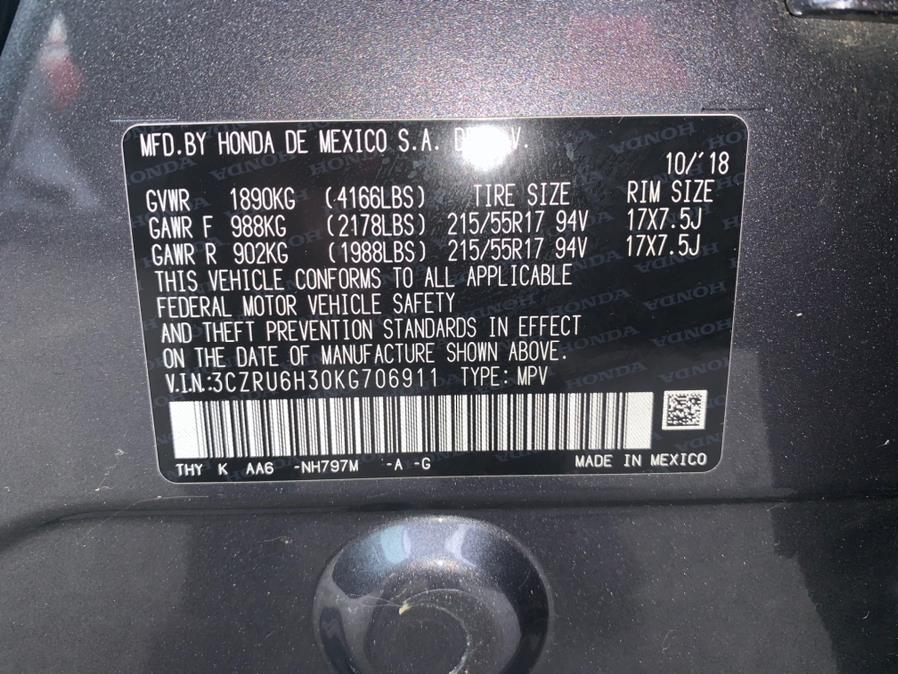 MFD.BY HONDA DE MEXICO S.A. DE V.
10/'18
GVWR 1890KG (4166LBS) TIRE SIZE RIM SIZE
GAWR F 988KG (2178LBS) 215/55R17 94V 17X7.5J
GAWR R 902KG (1988LBS) 215/55R17 94V 17X7.5J
THIS VEHICLE CONFORMS TO ALL APPLICABLE
FEDERAL MOTOR VEHICLE SAFETY
AND THEFT PREVENTION STANDARDS IN EFFECT
ON THE DATE OF MANUFACTURE SHOWN ABOVE.
V.I.N:3CZRU6H30KG706911 TYPE: MPV
THY K AA6 -NH797M -A -G MADE IN MEXICO